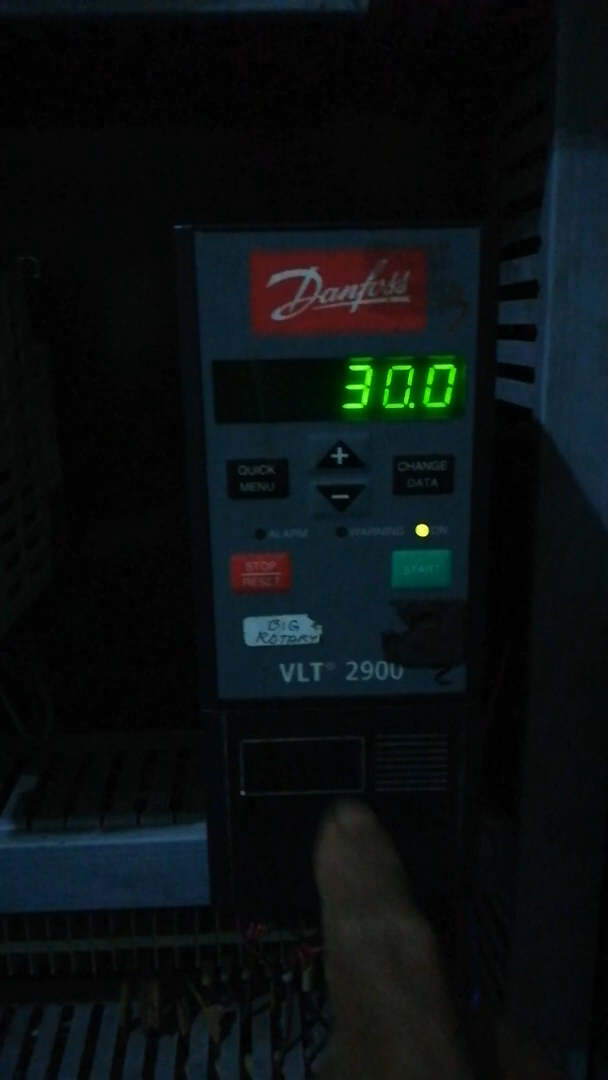 Danfoss
30.0
+
QUICK
MENU
CHANGE
DATA
−
ALARM
WARNING
ON
STOP
RESET
START
BIG
ROTARY
VLT® 2900